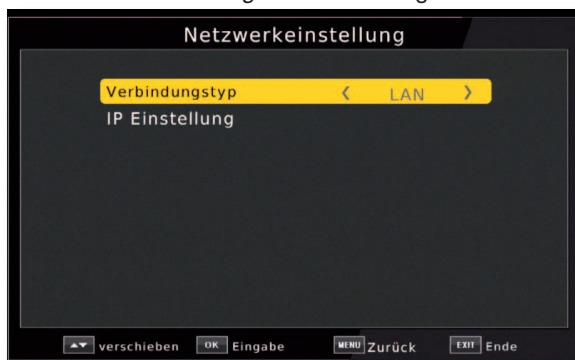 Netzwerkeinstellung
Verbindungstyp < LAN >
IP Einstellung
verschieben OK Eingabe MENU Zurück EXIT Ende